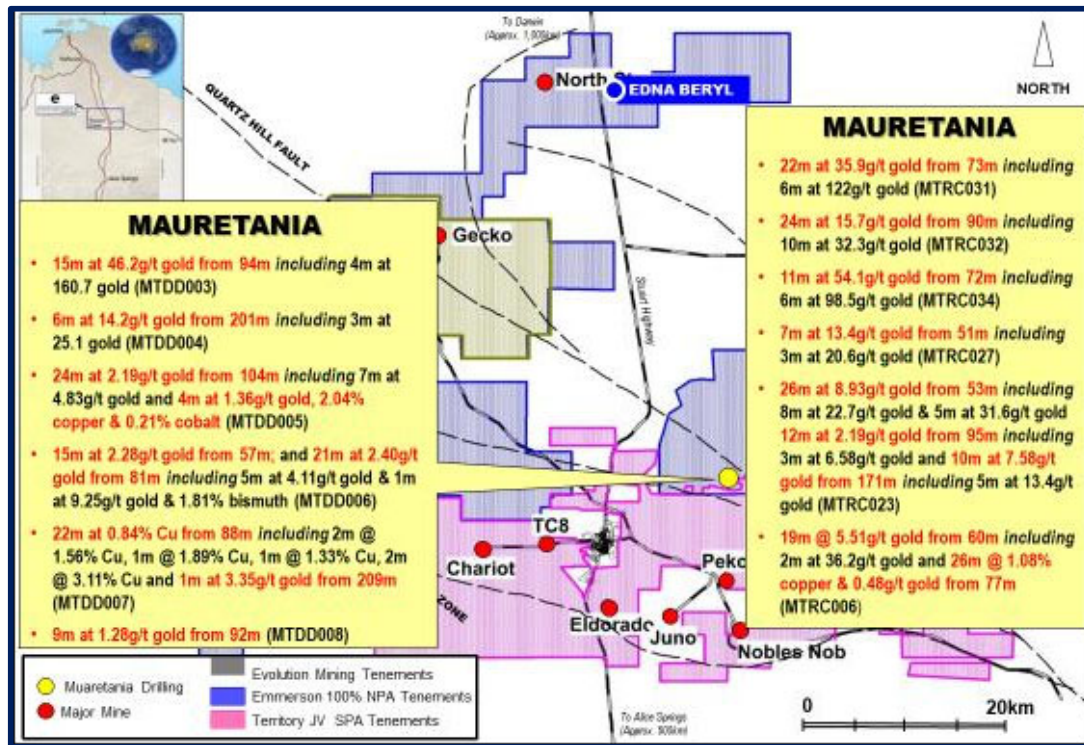 To Darwin
(Approx. 1,000km)
QUARTZ HILL FAULT
North
EDNA BERYL
NORTH
e
Gecko
Stuart Highway
MAURETANIA
• 15m at 46.2g/t gold from 94m including 4m at
160.7 gold (MTDD003)
• 6m at 14.2g/t gold from 201m including 3m at
25.1 gold (MTDD004)
• 24m at 2.19g/t gold from 104m including 7m at
4.83g/t gold and 4m at 1.36g/t gold, 2.04%
copper & 0.21% cobalt (MTDD005)
• 15m at 2.28g/t gold from 57m; and 21m at 2.40g/t
gold from 81m including 5m at 4.11g/t gold & 1m
at 9.25g/t gold & 1.81% bismuth (MTDD006)
• 22m at 0.84% Cu from 88m including 2m @
1.56% Cu, 1m @ 1.89% Cu, 1m @ 1.33% Cu, 2m
@ 3.11% Cu and 1m at 3.35g/t gold from 209m
(MTDD007)
• 9m at 1.28g/t gold from 92m (MTDD008)
MAURETANIA
• 22m at 35.9g/t gold from 73m including
6m at 122g/t gold (MTRC031)
• 24m at 15.7g/t gold from 90m including
10m at 32.3g/t gold (MTRC032)
• 11m at 54.1g/t gold from 72m including
6m at 98.5g/t gold (MTRC034)
• 7m at 13.4g/t gold from 51m including
3m at 20.6g/t gold (MTRC027)
• 26m at 8.93g/t gold from 53m including
8m at 22.7g/t gold & 5m at 31.6g/t gold
12m at 2.19g/t gold from 95m including
3m at 6.58g/t gold and 10m at 7.58g/t
gold from 171m including 5m at 13.4g/t
gold (MTRC023)
• 19m @ 5.51g/t gold from 60m including
2m at 36.2g/t gold and 26m @ 1.08%
copper & 0.48g/t gold from 77m
(MTRC006)
TC8
Chariot
Peko
ZONE
Eldorado
Juno
Nobles Nob
Muaretania Drilling
Major Mine
Evolution Mining Tenements
Emmerson 100% NPA Tenements
Territory JV SPA Tenements
To Alice Springs
(Approx. 500km)
0 20km